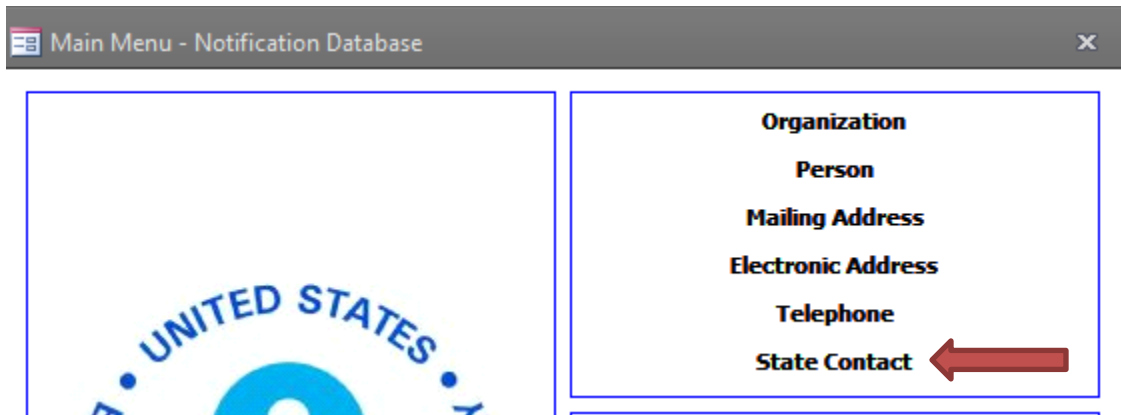 Main Menu - Notification Database
Organization
Person
Mailing Address
Electronic Address
Telephone
State Contact
UNITED STATES